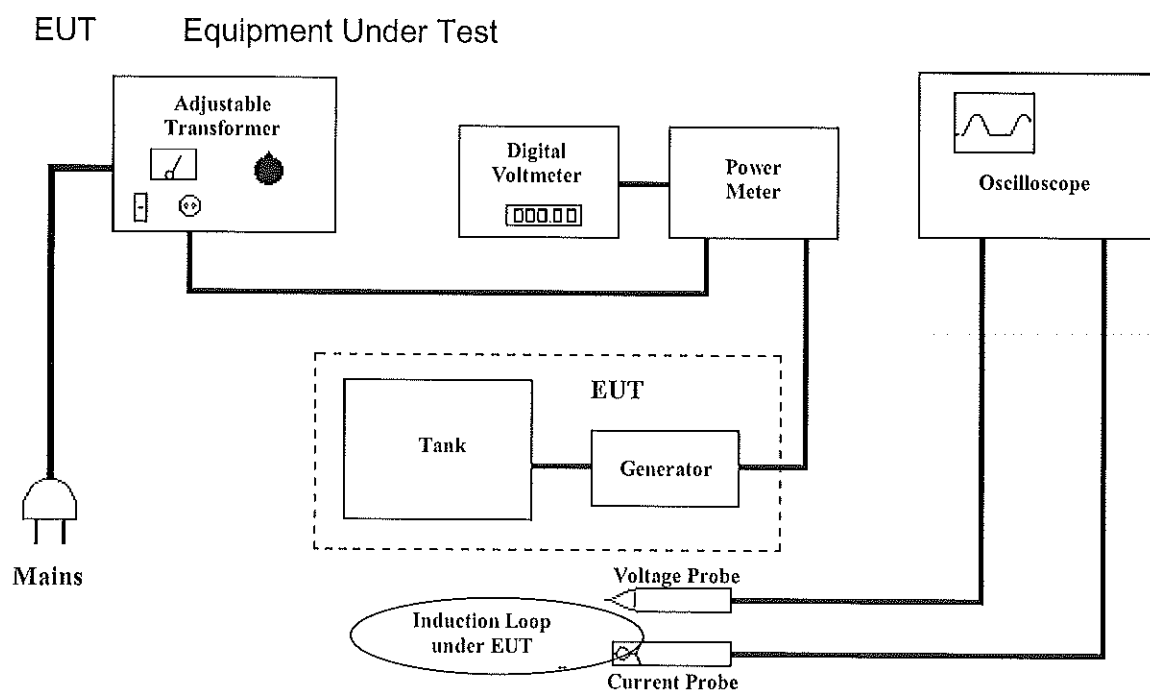 EUT Equipment Under Test
Adjustable
Transformer
Digital
Voltmeter
000.00
Power
Meter
Oscilloscope
EUT
Tank
Generator
Mains
Voltage Probe
Induction Loop
under EUT
Current Probe